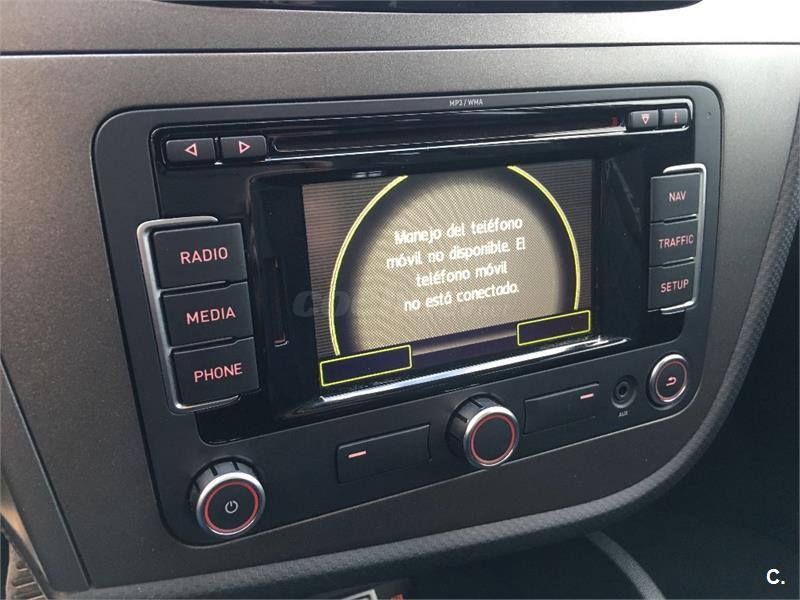 MP3 / WMA
RADIO
MEDIA
PHONE
Manejo del teléfono
móvil no disponible. El
teléfono móvil
no está conectado.
NAV
TRAFFIC
SETUP
AUX
C.